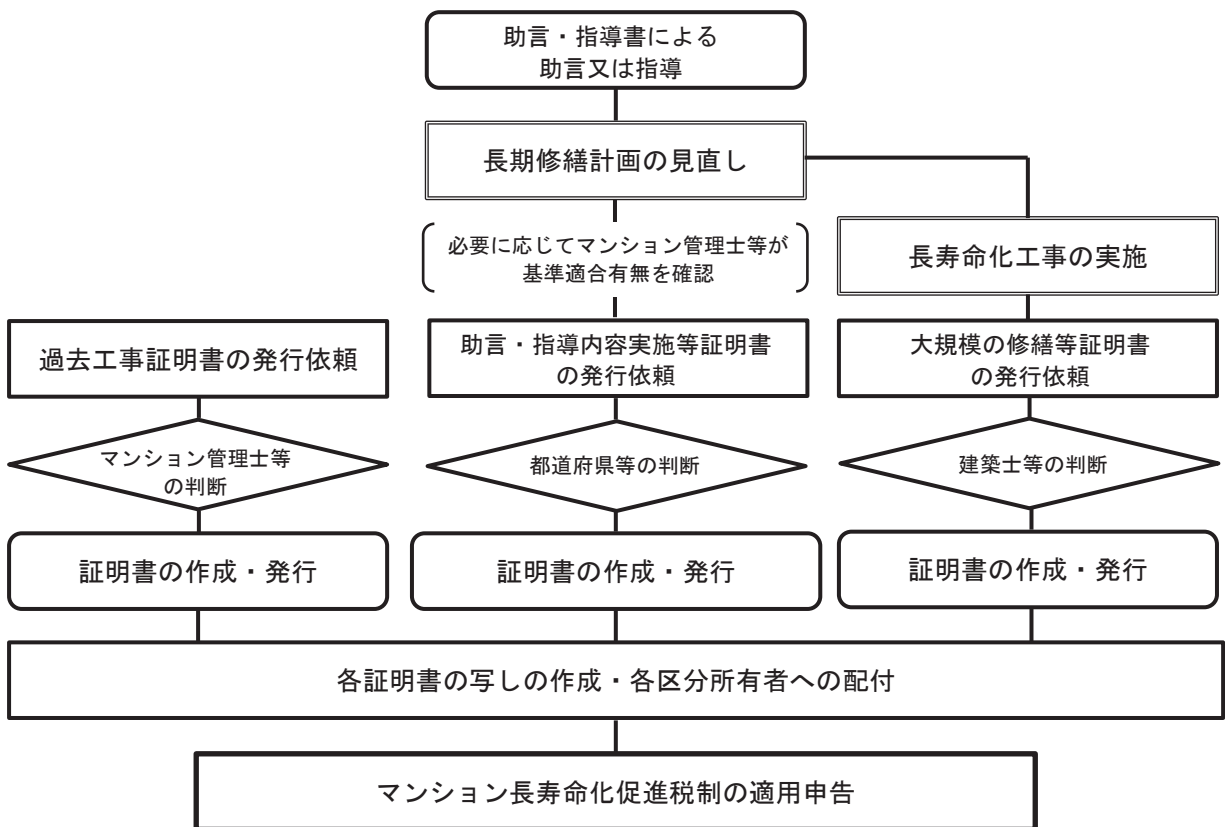 助言・指導書による
助言又は指導
長期修繕計画の見直し
必要に応じてマンション管理士等が
基準適合有無を確認
長寿命化工事の実施
過去工事証明書の発行依頼
助言・指導内容実施等証明書
の発行依頼
大規模の修繕等証明書
の発行依頼
マンション管理士等
の判断
都道府県等の判断
建築士等の判断
証明書の作成・発行
証明書の作成・発行
証明書の作成・発行
各証明書の写しの作成・各区分所有者への配付
マンション長寿命化促進税制の適用申告